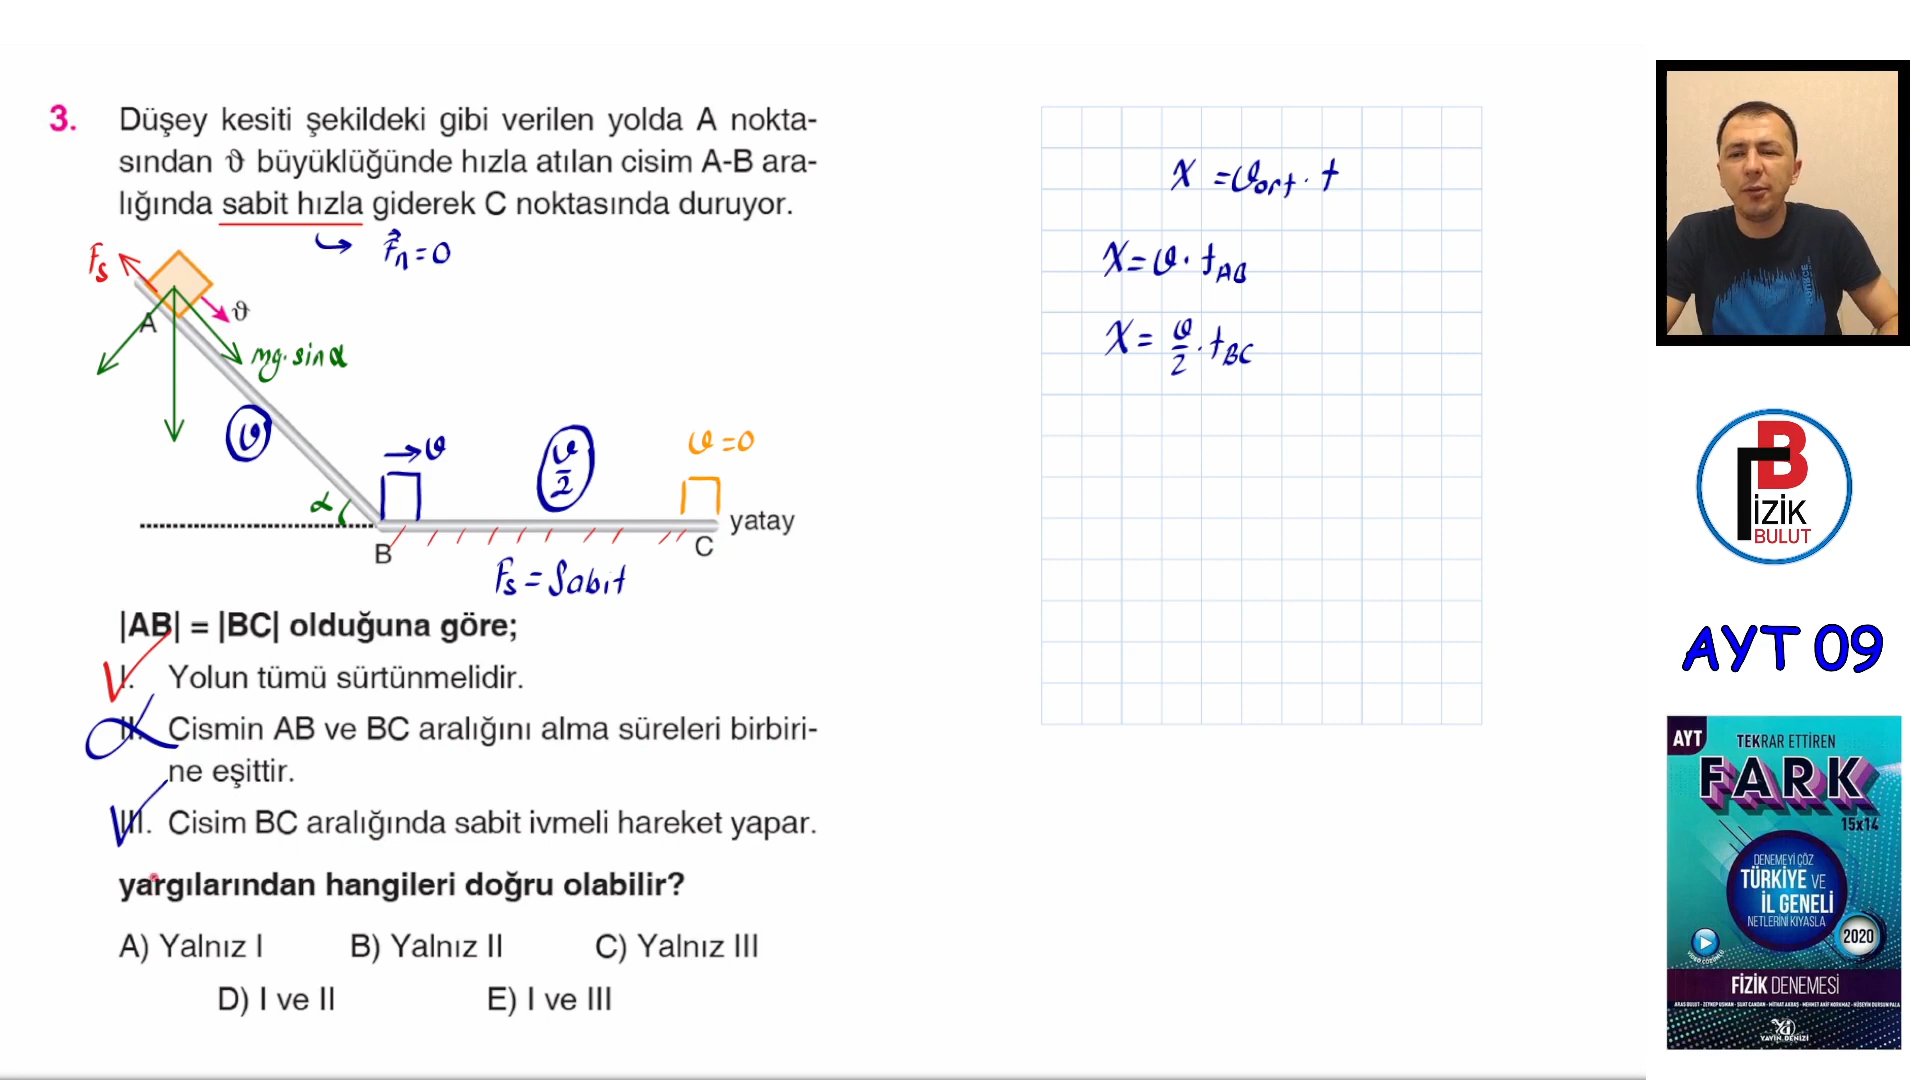 3. Düşey kesiti şekildeki gibi verilen yolda A nokta-
sından ϑ büyüklüğünde hızla atılan cisim A-B ara-
lığında sabit hızla giderek C noktasında duruyor.
Fₙ = 0
Fs
ϑ
A
mg·sinα
ϑ
→ϑ
ϑ/2
ϑ=0
α
yatay
B
C
Fs = Sabit
|AB| = |BC| olduğuna göre;
I. Yolun tümü sürtünmelidir.
II. Cismin AB ve BC aralığını alma süreleri birbiri-
ne eşittir.
III. Cisim BC aralığında sabit ivmeli hareket yapar.
yargılarından hangileri doğru olabilir?
A) Yalnız I B) Yalnız II C) Yalnız III
D) I ve II E) I ve III
X = ϑort · t
X = ϑ · tAB
X = ϑ/2 · tBC
FB
İZİK
BULUT
AYT 09
AYT
TEKRAR ETTİREN
FARK
15x14
DENEMEYİ ÇÖZ
TÜRKİYE VE
İL GENELİ
NETLERİNİ KIYASLA
2020
FİZİK DENEMESİ
YAYIN DENİZİ